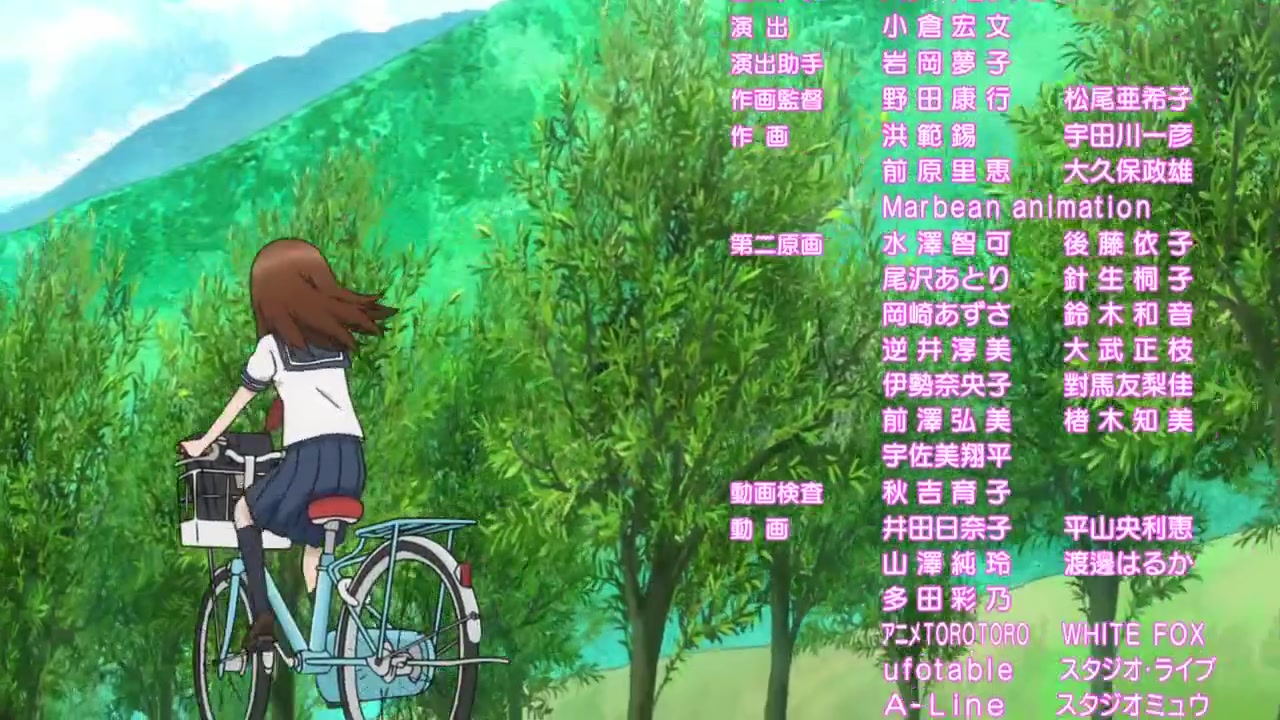 演出 小倉宏文
演出助手 岩岡夢子
作画監督 野田康行 松尾亜希子
作画 洪範錫 宇田川一彦
前原里恵 大久保政雄
Marbean animation
第二原画 水澤智可 後藤依子
尾沢あとり 針生桐子
岡崎あずさ 鈴木和音
逆井淳美 大武正枝
伊勢奈央子 對馬友梨佳
前澤弘美 楮木知美
宇佐美翔平
動画検査 秋吉育子
動画 井田日奈子 平山央利恵
山澤純玲 渡邊はるか
多田彩乃
アニメTOROTORO WHITE FOX
ufotable スタジオ・ライブ
A-Line スタジオミュウ